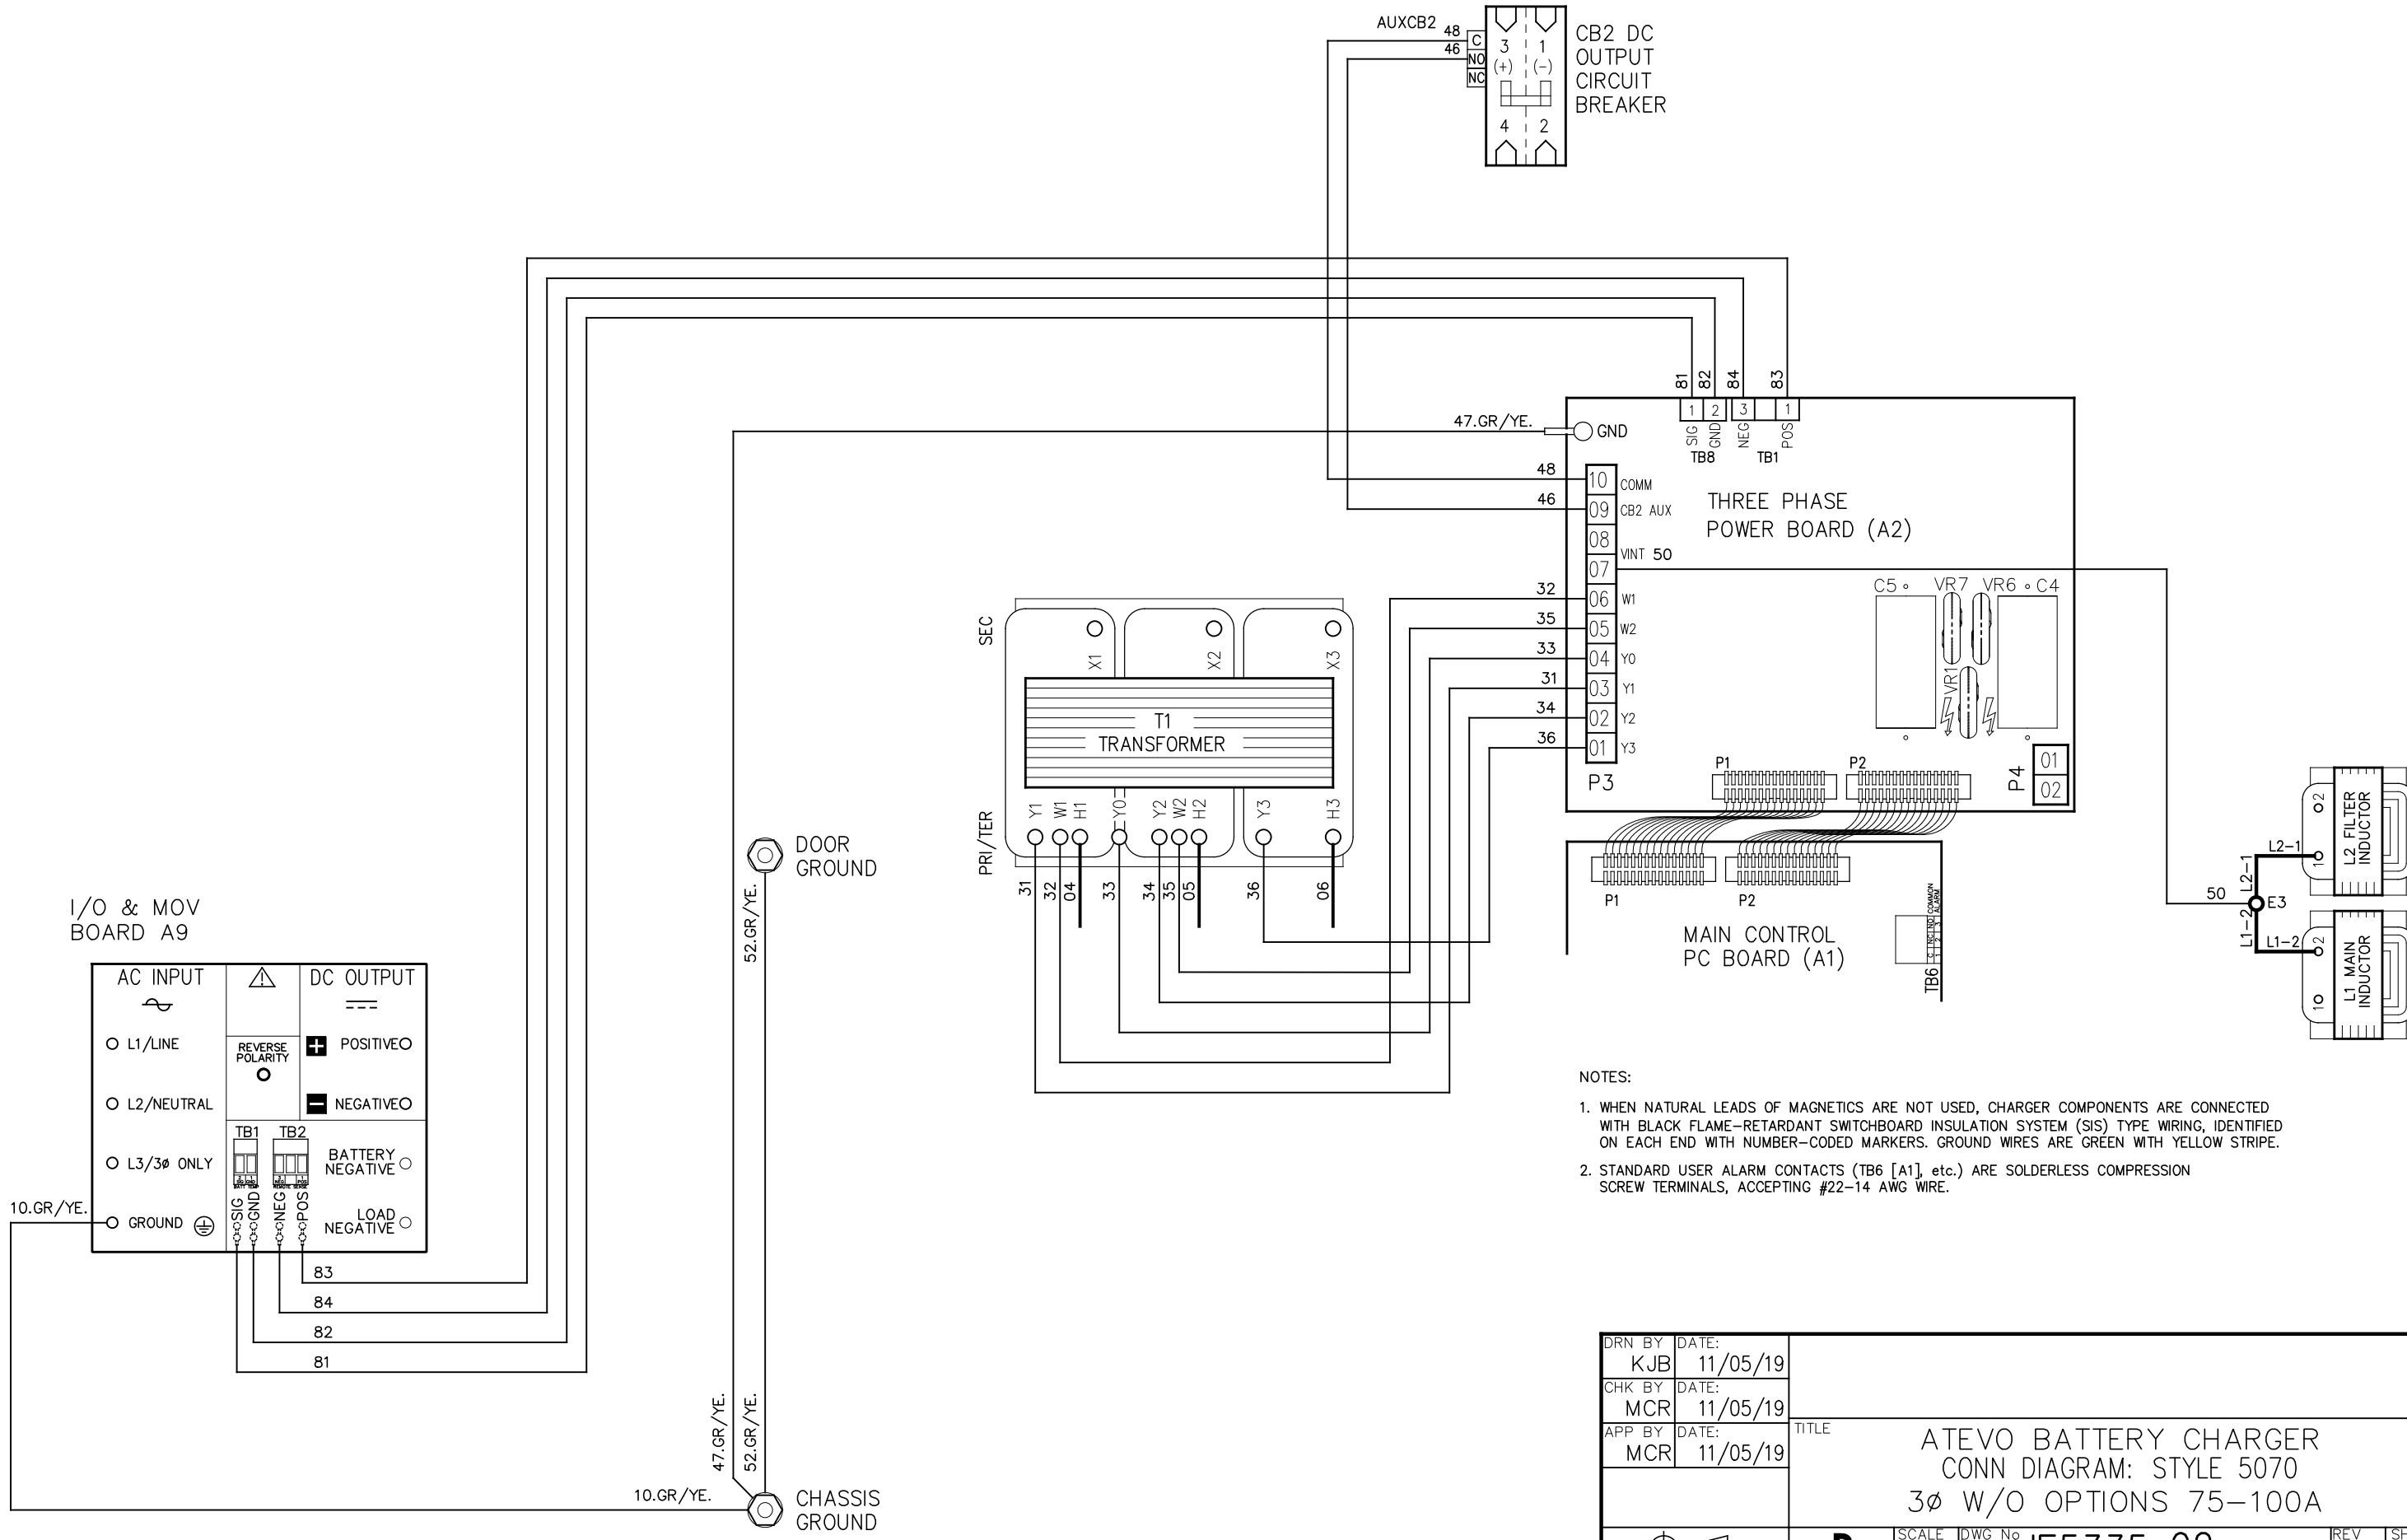 AUXCB2
48
46
C
NO
NC
3
1
(+)
(-)
4
2
CB2 DC
OUTPUT
CIRCUIT
BREAKER
81
82
84
83
1
2
3
1
SIG
GND
NEG
POS
TB8
TB1
47.GR/YE.
GND
48
10
COMM
46
09
CB2 AUX
08
VINT 50
07
32
06
W1
35
05
W2
33
04
Y0
31
03
Y1
34
02
Y2
36
01
Y3
P3
THREE PHASE
POWER BOARD (A2)
C5
VR7
VR6
C4
VR1
P1
P2
P4
01
02
SEC
X1
X2
X3
T1
TRANSFORMER
PRI/TER
Y1
W1
H1
Y0
Y2
W2
H2
Y3
H3
31
32
04
33
34
35
05
36
06
P1
P2
MAIN CONTROL
PC BOARD (A1)
COMMON
ALARM
C NC NO
1 2 3
TB6
50
E3
L2-1
L2-1
L1-2
L1-2
2
1
L2 FILTER
INDUCTOR
2
1
L1 MAIN
INDUCTOR
DOOR
GROUND
52.GR/YE.
I/O & MOV
BOARD A9
AC INPUT
DC OUTPUT
L1/LINE
REVERSE
POLARITY
+
POSITIVE
L2/NEUTRAL
-
NEGATIVE
TB1
TB2
L3/3ø ONLY
BATTERY
NEGATIVE
SIG
GND
NEG
POS
10.GR/YE.
GROUND
LOAD
NEGATIVE
83
84
82
81
47.GR/YE.
52.GR/YE.
10.GR/YE.
CHASSIS
GROUND
NOTES:
1. WHEN NATURAL LEADS OF MAGNETICS ARE NOT USED, CHARGER COMPONENTS ARE CONNECTED
WITH BLACK FLAME-RETARDANT SWITCHBOARD INSULATION SYSTEM (SIS) TYPE WIRING, IDENTIFIED
ON EACH END WITH NUMBER-CODED MARKERS. GROUND WIRES ARE GREEN WITH YELLOW STRIPE.
2. STANDARD USER ALARM CONTACTS (TB6 [A1], etc.) ARE SOLDERLESS COMPRESSION
SCREW TERMINALS, ACCEPTING #22-14 AWG WIRE.
DRN BY
DATE:
KJB
11/05/19
CHK BY
DATE:
MCR
11/05/19
APP BY
DATE:
MCR
11/05/19
TITLE
ATEVO BATTERY CHARGER
CONN DIAGRAM: STYLE 5070
3ø W/O OPTIONS 75-100A
SCALE
DWG No
REV